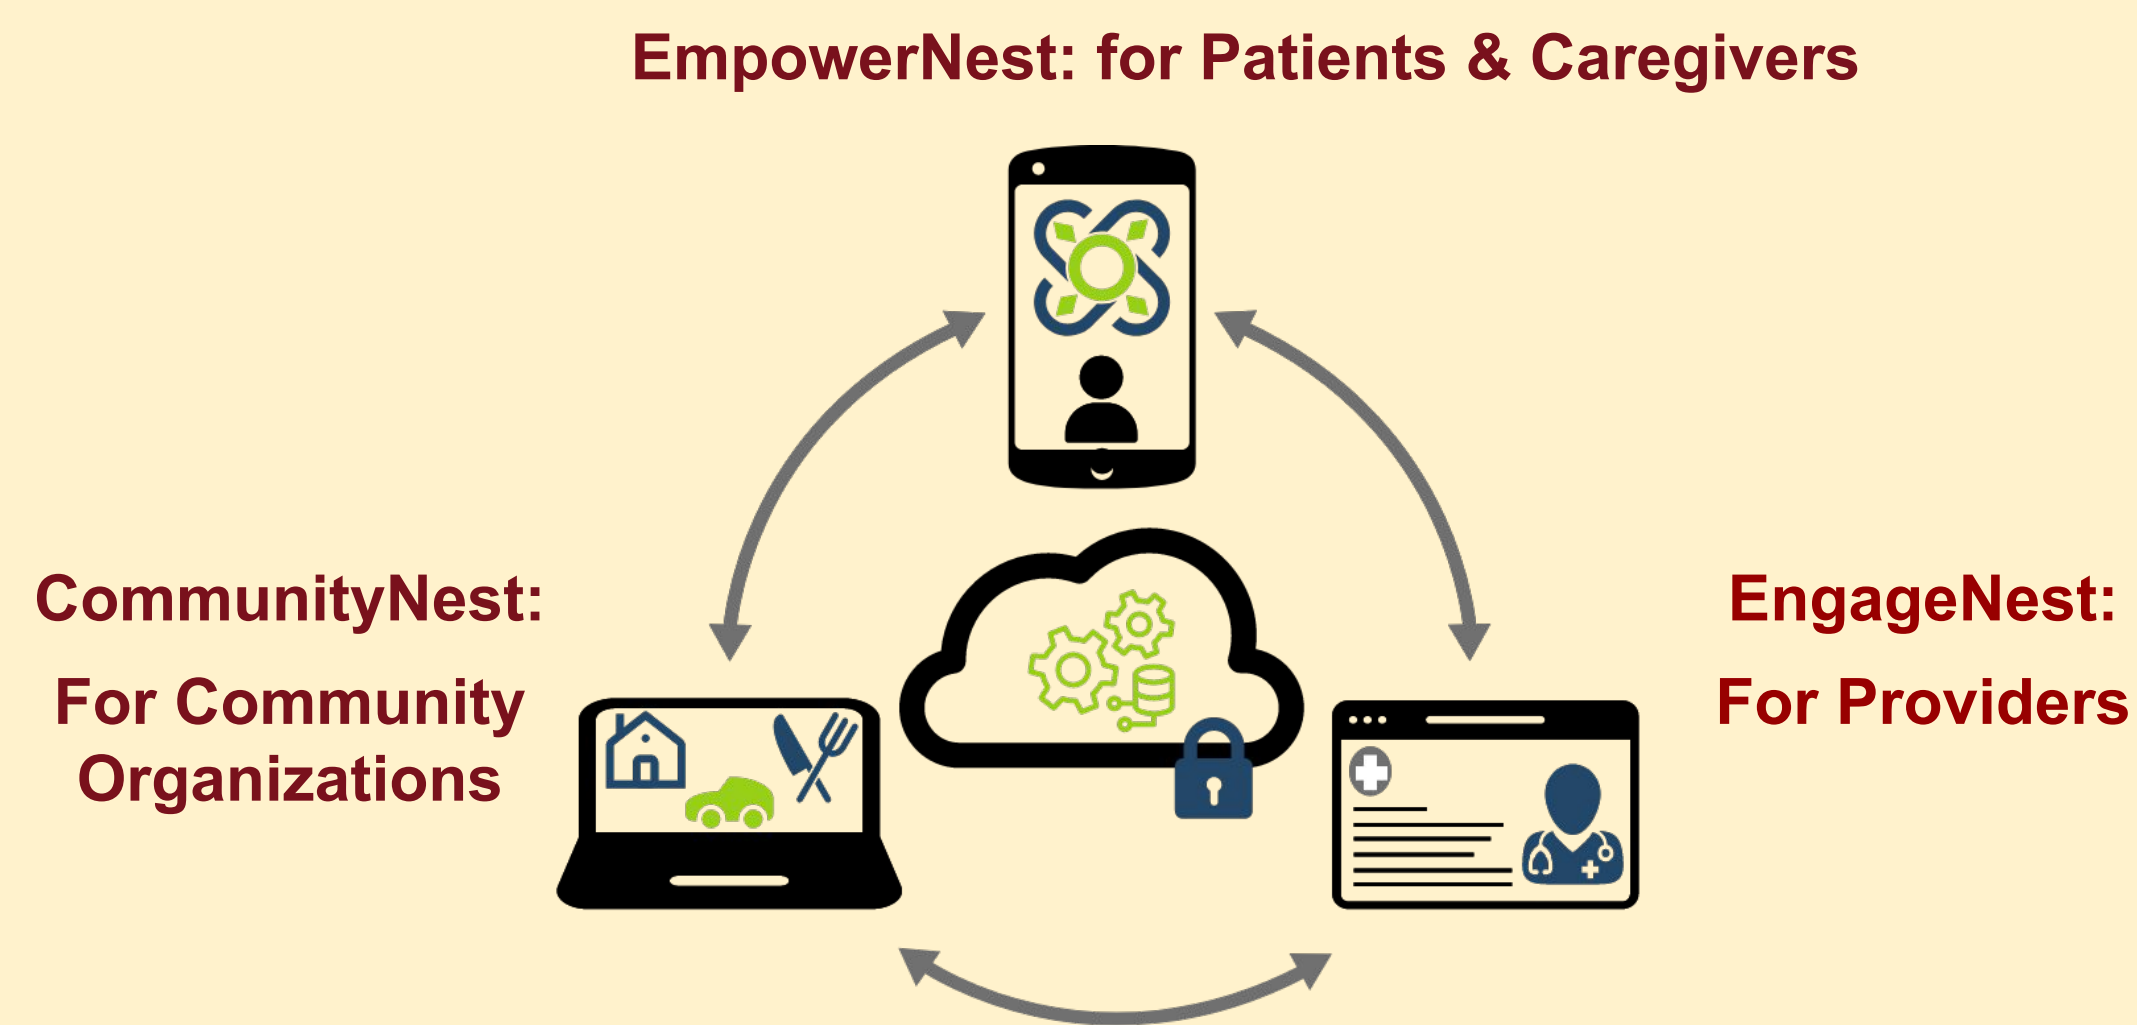 EmpowerNest: for Patients & Caregivers
CommunityNest:
For Community
Organizations
EngageNest:
For Providers